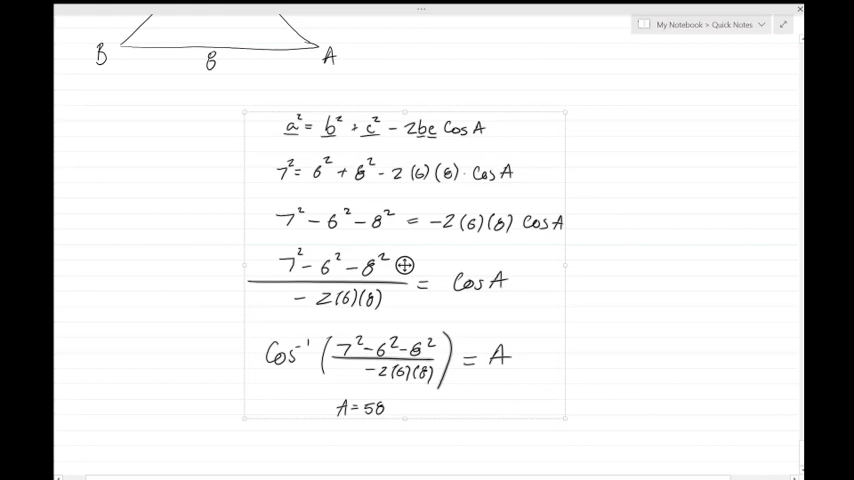 My Notebook > Quick Notes
B
8
A
a² = b² + c² - 2bc Cos A
7² = 6² + 8² - 2(6)(8) · Cos A
7² - 6² - 8² = -2(6)(8) Cos A
7² - 6² - 8² / -2(6)(8) = Cos A
Cos⁻¹ (7² - 6² - 8² / -2(6)(8)) = A
A = 58